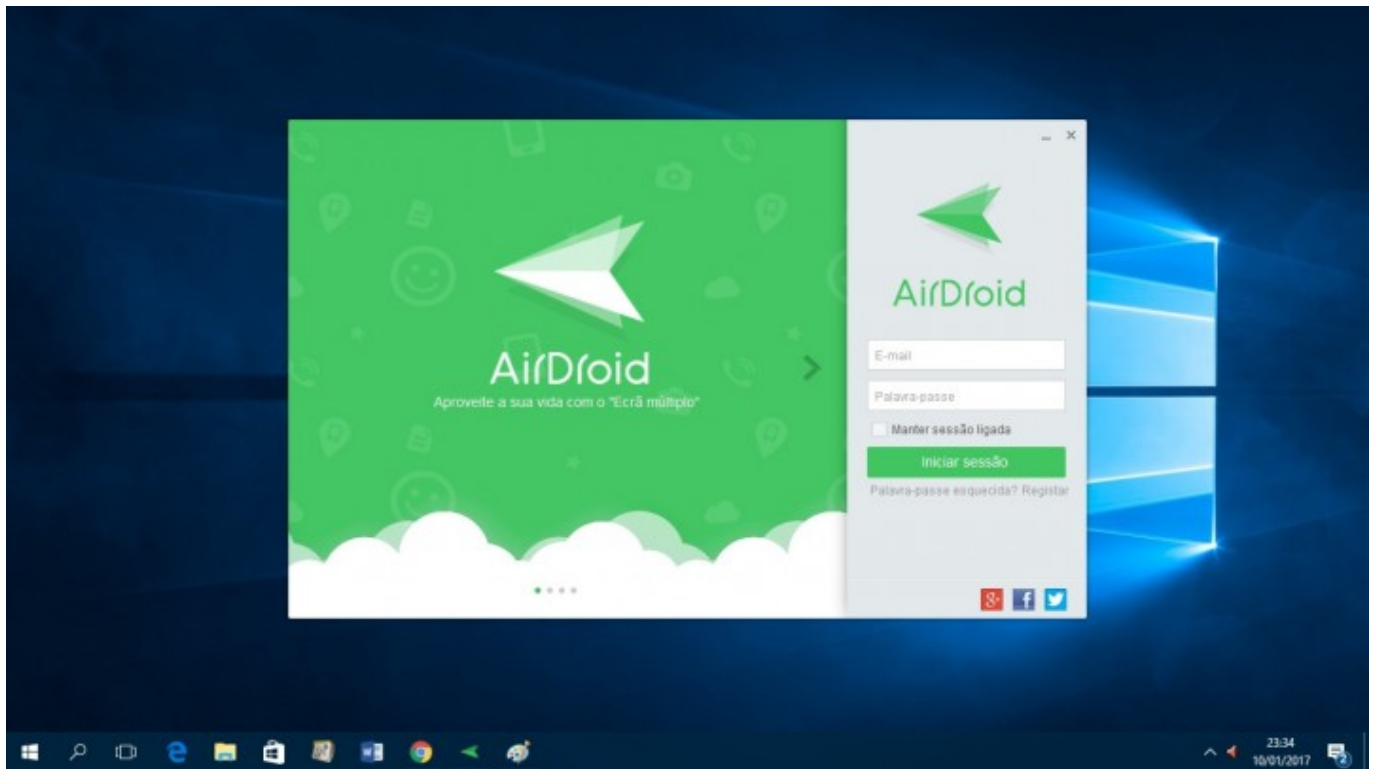 AirDroid
Aproveite a sua vida com o "Ecrã múltiplo"
AirDroid
E-mail
Palavra-passe
Manter sessão ligada
Iniciar sessão
Palavra-passe esquecida? Registar
23:34
10/01/2017
2